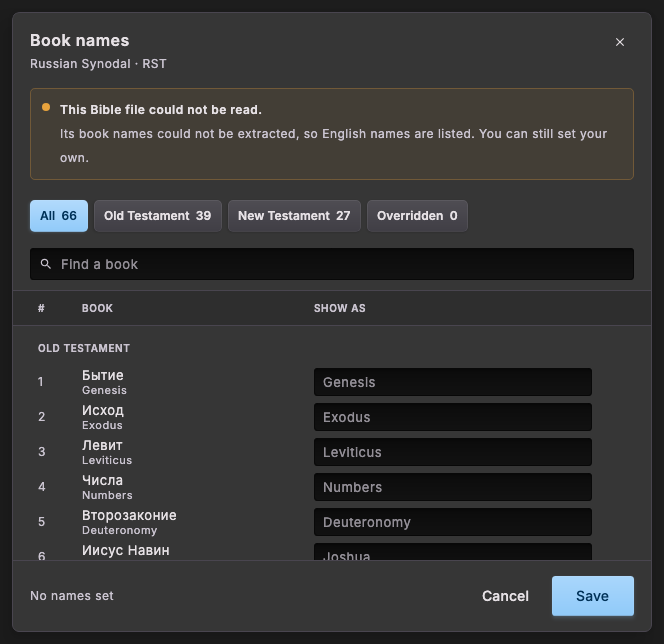 Book names
Russian Synodal · RST
This Bible file could not be read.
Its book names could not be extracted, so English names are listed. You can still set your
own.
All 66
Old Testament 39
New Testament 27
Overridden 0
Find a book
# BOOK SHOW AS
OLD TESTAMENT
1 Бытие Genesis
Genesis
2 Исход Exodus
Exodus
3 Левит Leviticus
Leviticus
4 Числа Numbers
Numbers
5 Второзаконие Deuteronomy
Deuteronomy
6 Иисус Навин Joshua
No names set
Cancel
Save